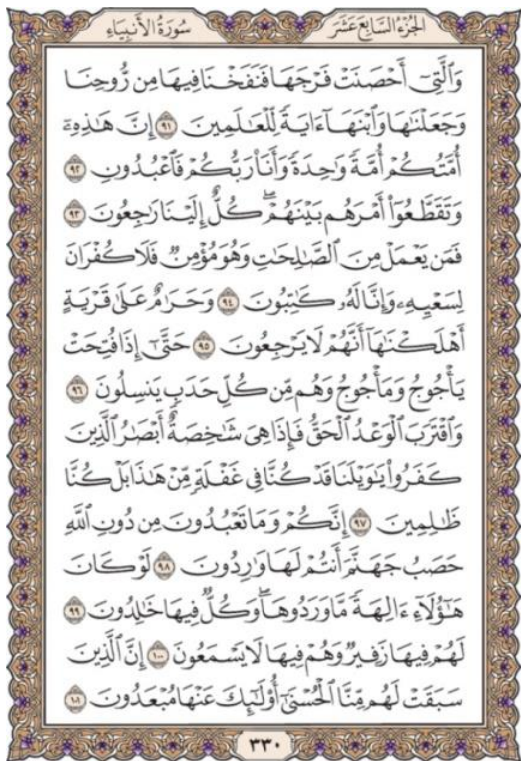 الجزء السابع عشر
سورة الأنبياء
وَٱلَّتِىٓ أَحْصَنَتْ فَرْجَهَا فَنَفَخْنَا فِيهَا مِن رُّوحِنَا
وَجَعَلْنَٰهَا وَٱبْنَهَآ ءَايَةً لِّلْعَٰلَمِينَ ٩١ إِنَّ هَٰذِهِۦٓ
أُمَّتُكُمْ أُمَّةً وَٰحِدَةً وَأَنَا۠ رَبُّكُمْ فَٱعْبُدُونِ ٩٢
وَتَقَطَّعُوٓا۟ أَمْرَهُم بَيْنَهُمْ ۖ كُلٌّ إِلَيْنَا رَٰجِعُونَ ٩٣
فَمَن يَعْمَلْ مِنَ ٱلصَّٰلِحَٰتِ وَهُوَ مُؤْمِنٌ فَلَا كُفْرَانَ
لِسَعْيِهِۦ وَإِنَّا لَهُۥ كَٰتِبُونَ ٩٤ وَحَرَٰمٌ عَلَىٰ قَرْيَةٍ
أَهْلَكْنَٰهَآ أَنَّهُمْ لَا يَرْجِعُونَ ٩٥ حَتَّىٰٓ إِذَا فُتِحَتْ
يَأْجُوجُ وَمَأْجُوجُ وَهُم مِّن كُلِّ حَدَبٍ يَنسِلُونَ ٩٦
وَٱقْتَرَبَ ٱلْوَعْدُ ٱلْحَقُّ فَإِذَا هِىَ شَٰخِصَةٌ أَبْصَٰرُ ٱلَّذِينَ
كَفَرُوا۟ يَٰوَيْلَنَا قَدْ كُنَّا فِى غَفْلَةٍ مِّنْ هَٰذَا بَلْ كُنَّا
ظَٰلِمِينَ ٩٧ إِنَّكُمْ وَمَا تَعْبُدُونَ مِن دُونِ ٱللَّهِ
حَصَبُ جَهَنَّمَ أَنتُمْ لَهَا وَٰرِدُونَ ٩٨ لَوْ كَانَ
هَٰٓؤُلَآءِ ءَالِهَةً مَّا وَرَدُوهَا ۖ وَكُلٌّ فِيهَا خَٰلِدُونَ ٩٩
لَهُمْ فِيهَا زَفِيرٌ وَهُمْ فِيهَا لَا يَسْمَعُونَ ١٠٠ إِنَّ ٱلَّذِينَ
سَبَقَتْ لَهُم مِّنَّا ٱلْحُسْنَىٰٓ أُو۟لَٰٓئِكَ عَنْهَا مُبْعَدُونَ ١٠١
٣٣٠